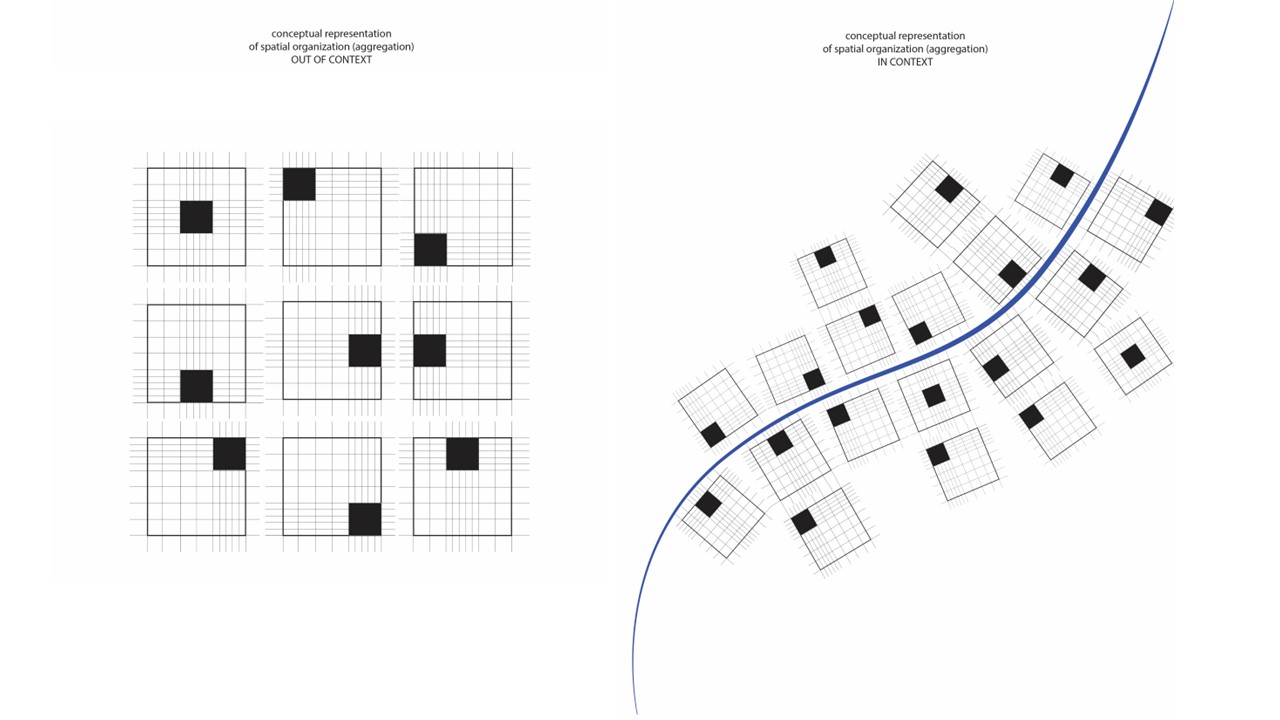 conceptual representation
of spatial organization (aggregation)
OUT OF CONTEXT
conceptual representation
of spatial organization (aggregation)
IN CONTEXT